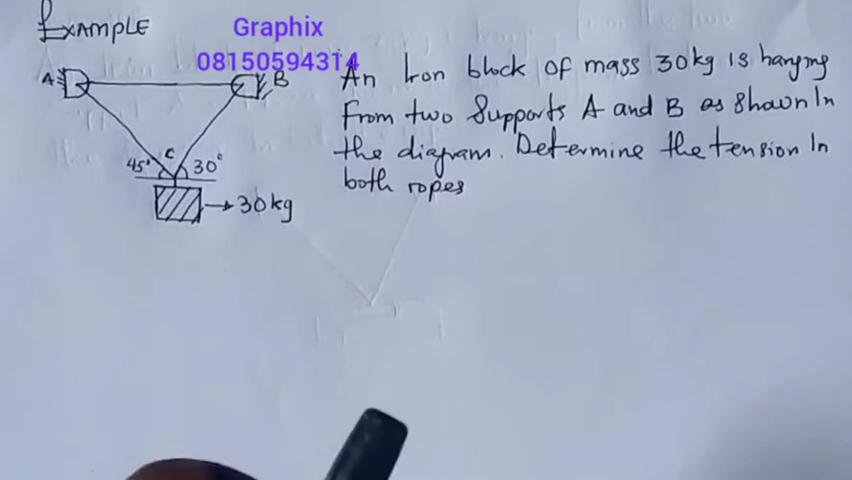 EXAMPLE
Graphix
08150594314
A
B
An Iron block of mass 30kg is hanging
From two Supports A and B as Shown In
the diagram. Determine the tension In
both ropes
C
45°
30°
30kg